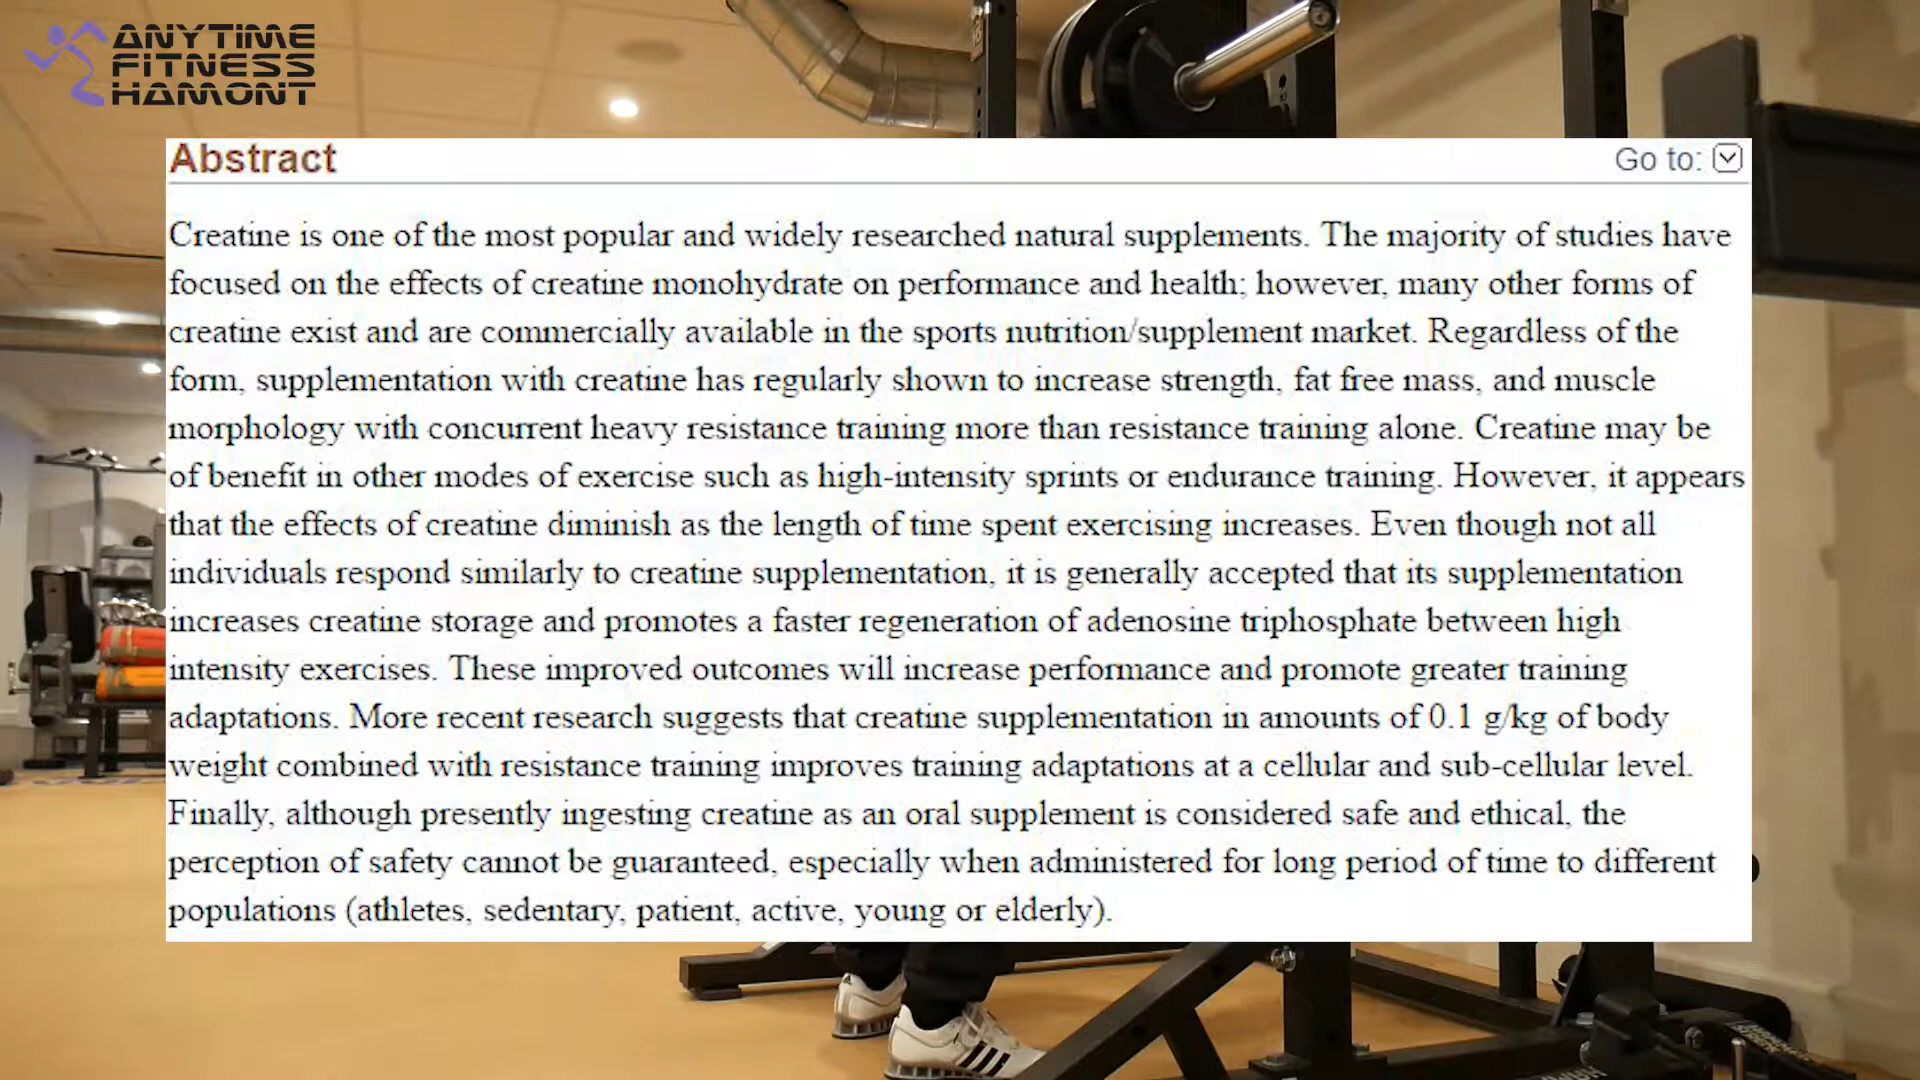 ANYTIME
FITNESS
HAMONT
Abstract
Go to:
Creatine is one of the most popular and widely researched natural supplements. The majority of studies have
focused on the effects of creatine monohydrate on performance and health; however, many other forms of
creatine exist and are commercially available in the sports nutrition/supplement market. Regardless of the
form, supplementation with creatine has regularly shown to increase strength, fat free mass, and muscle
morphology with concurrent heavy resistance training more than resistance training alone. Creatine may be
of benefit in other modes of exercise such as high-intensity sprints or endurance training. However, it appears
that the effects of creatine diminish as the length of time spent exercising increases. Even though not all
individuals respond similarly to creatine supplementation, it is generally accepted that its supplementation
increases creatine storage and promotes a faster regeneration of adenosine triphosphate between high
intensity exercises. These improved outcomes will increase performance and promote greater training
adaptations. More recent research suggests that creatine supplementation in amounts of 0.1 g/kg of body
weight combined with resistance training improves training adaptations at a cellular and sub-cellular level.
Finally, although presently ingesting creatine as an oral supplement is considered safe and ethical, the
perception of safety cannot be guaranteed, especially when administered for long period of time to different
populations (athletes, sedentary, patient, active, young or elderly).